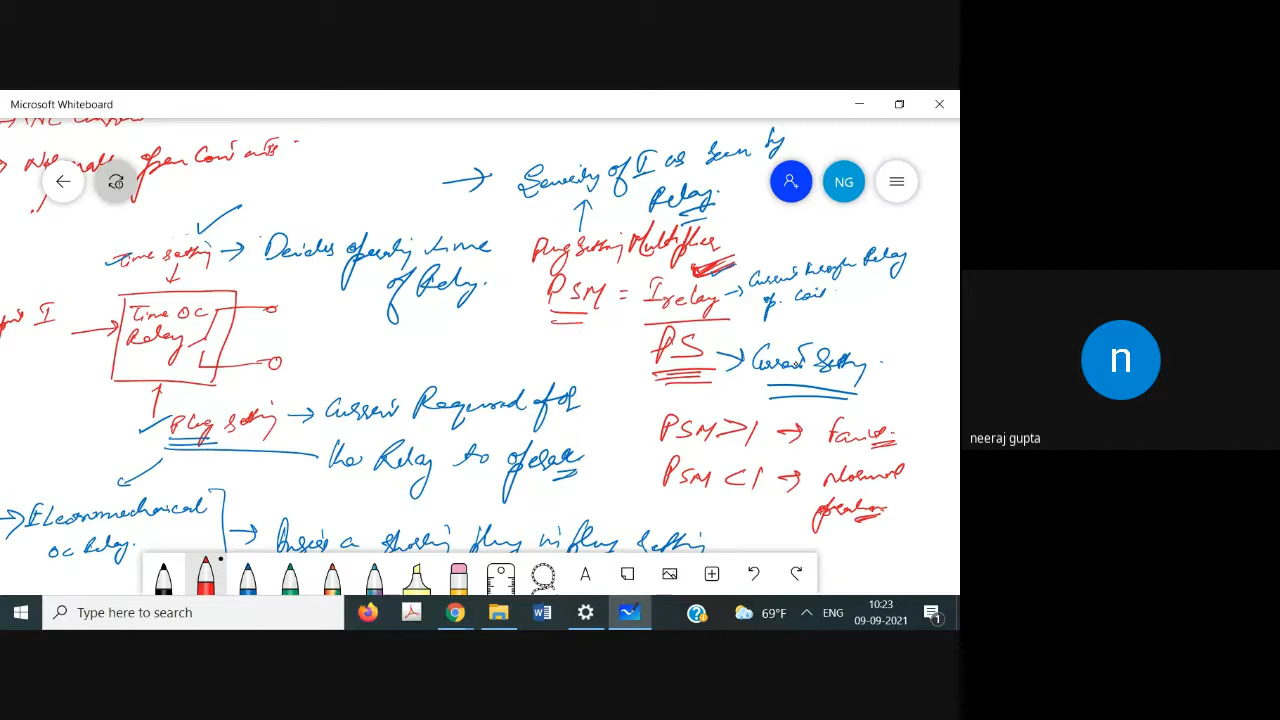 Microsoft Whiteboard
→ Severity of I as seen by
Relay.
NG
Time setting → Decides operating time
of Relay.
Plug Setting Multiplier
PSM = Irelay → Current through Relay
op. coil
PS → Current Setting.
I
Time OC
Relay
Plug Setting → Current Required for
the Relay to operate
PSM > 1 → Fault
PSM < 1 → Normal
operation
n
neeraj gupta
→ Electromechanical
OC Relay.
→ Insert a shorting plug in plug setting
A
Type here to search
69°F
ENG
10:23
09-09-2021
1